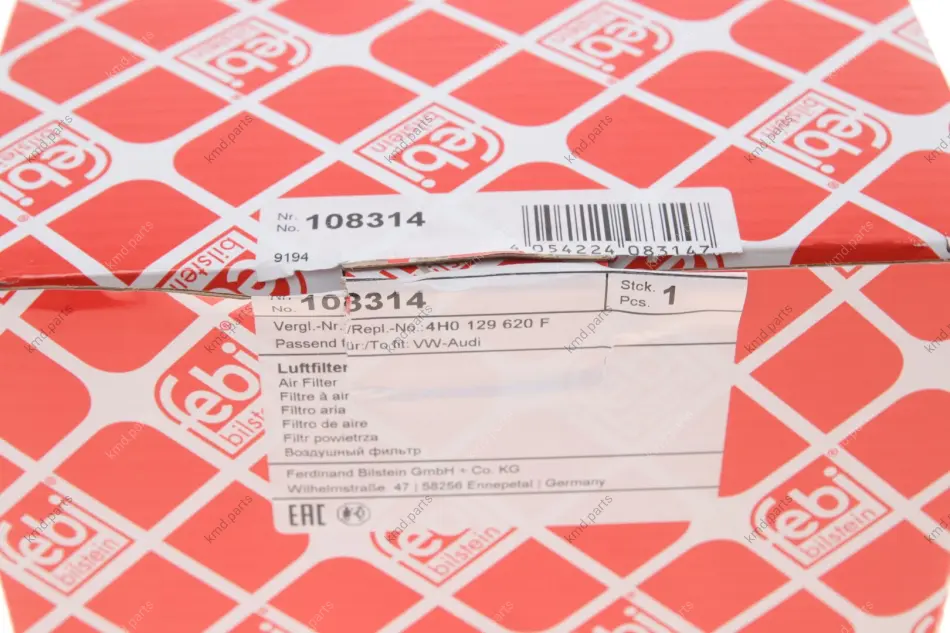 febi
bilstein
Nr.
No. 108314
9194
4 054224 083147
Nr.
No. 108314
Stck.
Pcs. 1
Vergl.-Nr./Repl.-No.:4H0 129 620 F
Passend für:/To fit: VW-Audi
Luftfilter
Air Filter
Filtre à air
Filtro aria
Filtro de aire
Filtr powietrza
Воздушный фильтр
Ferdinand Bilstein GmbH + Co. KG
Wilhelmstraße 47 | 58256 Ennepetal | Germany
EAC
kmd.parts